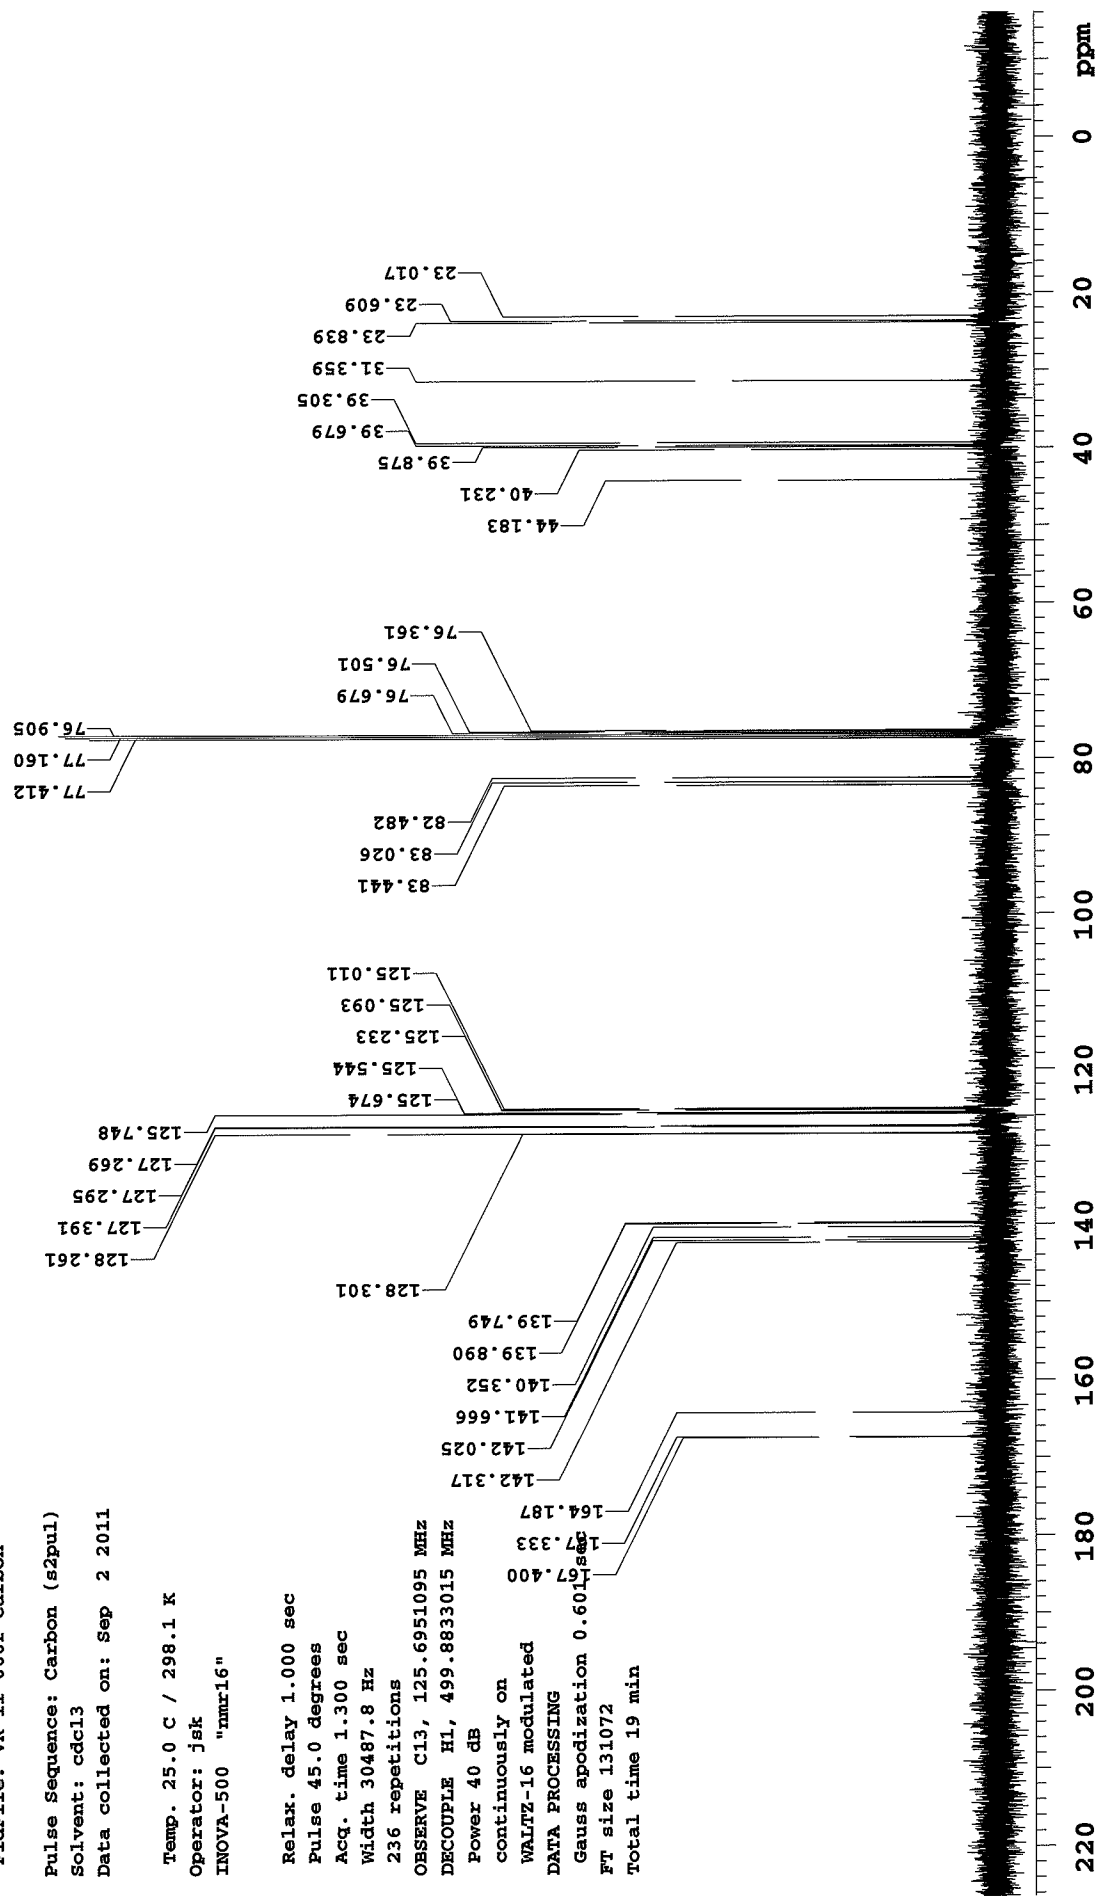 Pulse Sequence: Carbon (s2pul)
Solvent: cdcl3
Data collected on: Sep 2 2011
Temp. 25.0 C / 298.1 K
Operator: jsk
INOVA-500 "nmr16"
Relax. delay 1.000 sec
Pulse 45.0 degrees
Acq. time 1.300 sec
Width 30487.8 Hz
236 repetitions
OBSERVE C13, 125.6951095 MHz
DECOUPLE H1, 499.8833015 MHz
Power 40 dB
continuously on
WALTZ-16 modulated
DATA PROCESSING
Gauss apodization 0.601 sec
FT size 131072
Total time 19 min
167.400
167.333
164.187
142.317
142.025
141.666
140.352
139.890
139.749
128.301
128.261
127.391
127.295
127.269
125.748
125.674
125.544
125.233
125.093
125.011
83.441
83.026
82.482
77.412
77.160
76.905
76.679
76.501
76.361
44.183
40.231
39.875
39.679
39.305
31.359
23.839
23.609
23.017
220 200 180 160 140 120 100 80 60 40 20 0 ppm